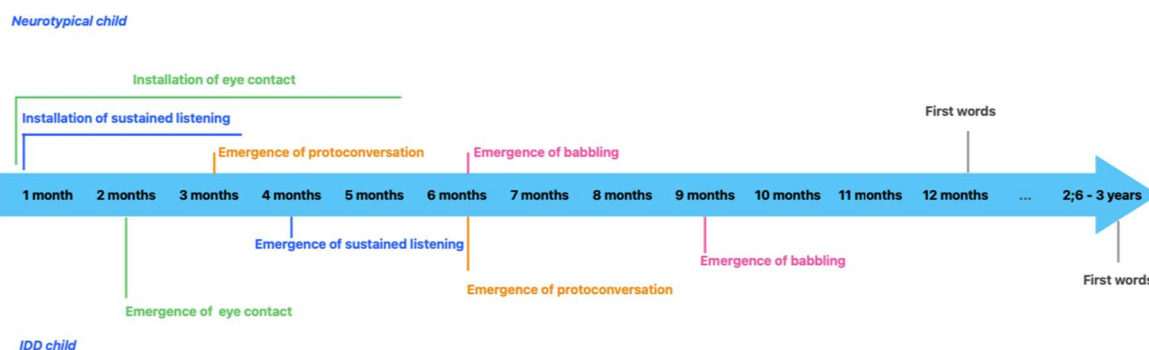 Neurotypical child
Installation of eye contact
Installation of sustained listening
First words
Emergence of protoconversation
Emergence of babbling
1 month 2 months 3 months 4 months 5 months 6 months 7 months 8 months 9 months 10 months 11 months 12 months ... 2;6 - 3 years
Emergence of sustained listening
Emergence of babbling
First words
Emergence of protoconversation
Emergence of eye contact
IDD child